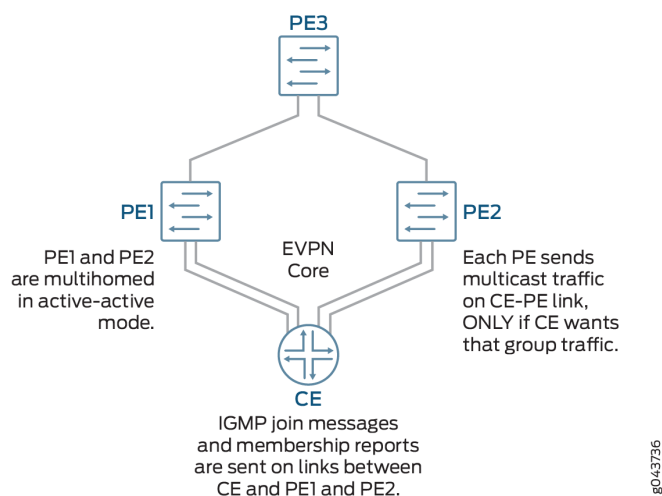 PE3
PE1
PE2
PE1 and PE2
are multihomed
in active-active
mode.
EVPN
Core
Each PE sends
multicast traffic
on CE-PE link,
ONLY if CE wants
that group traffic.
CE
IGMP join messages
and membership reports
are sent on links between
CE and PE1 and PE2.
g043736